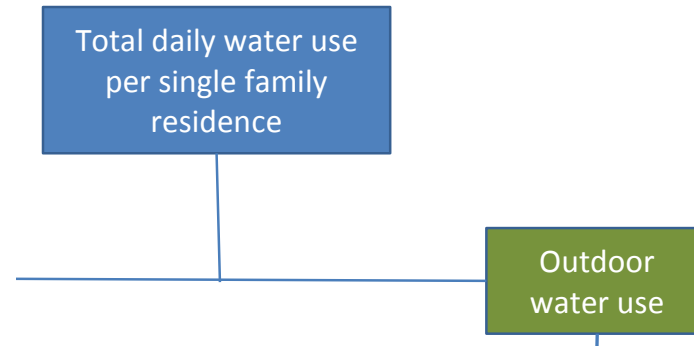 Total daily water use
per single family
residence
Outdoor
water use